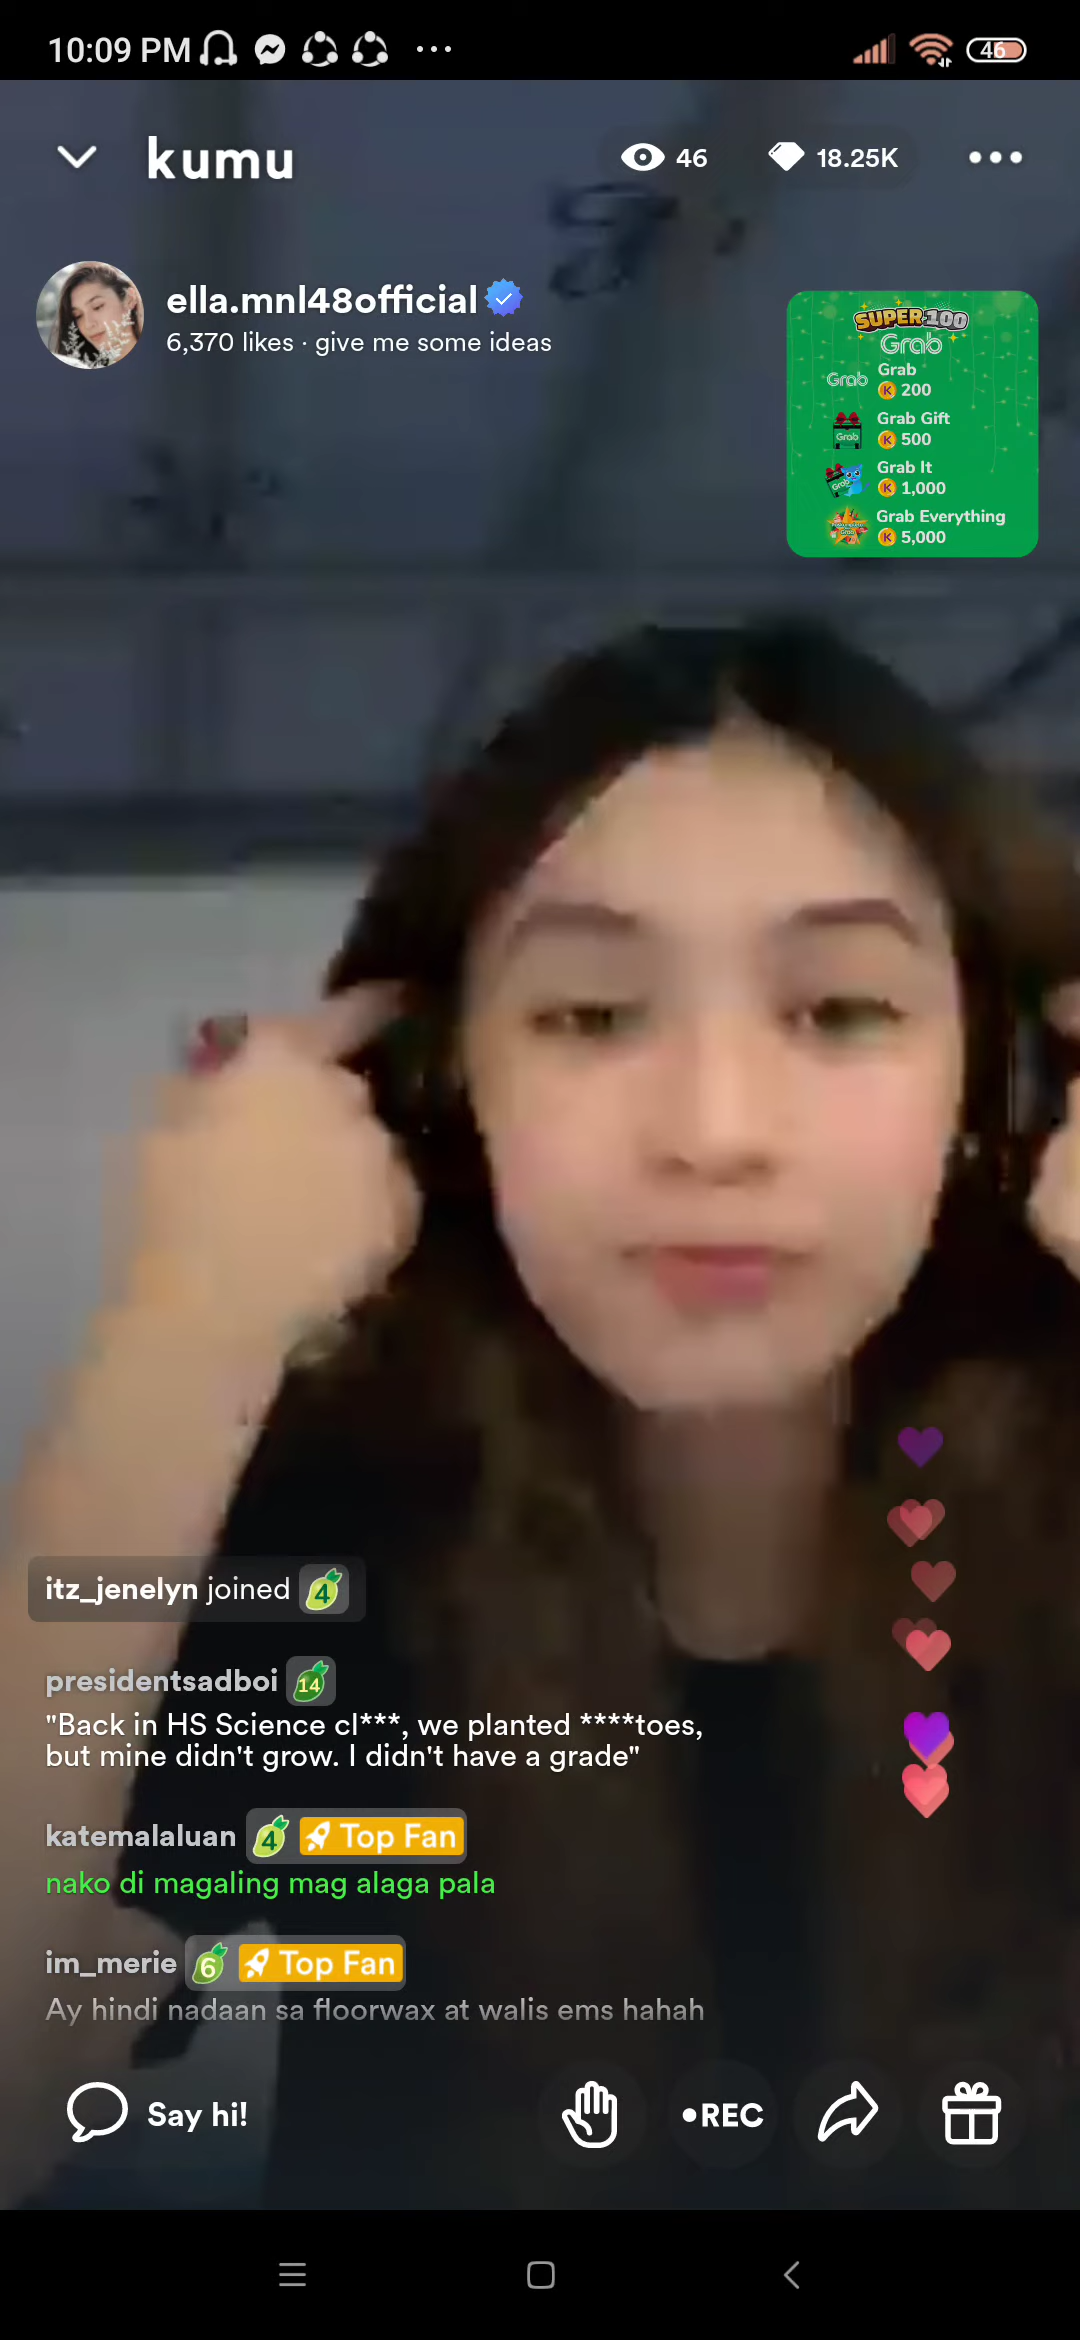 10:09 PM
46
kumu
46
18.25K
ella.mnl48official
6,370 likes · give me some ideas
SUPER 100
Grab
Grab
Grab
K 200
Grab Gift
Grab
K 500
Grab It
Grab
K 1,000
Grab Everything
K 5,000
itz_jenelyn joined 4
presidentsadboi 14
"Back in HS Science cl***, we planted ****toes,
but mine didn't grow. I didn't have a grade"
katemalaluan 4 Top Fan
nako di magaling mag alaga pala
im_merie 6 Top Fan
Ay hindi nadaan sa floorwax at walis ems hahah
Say hi!
REC